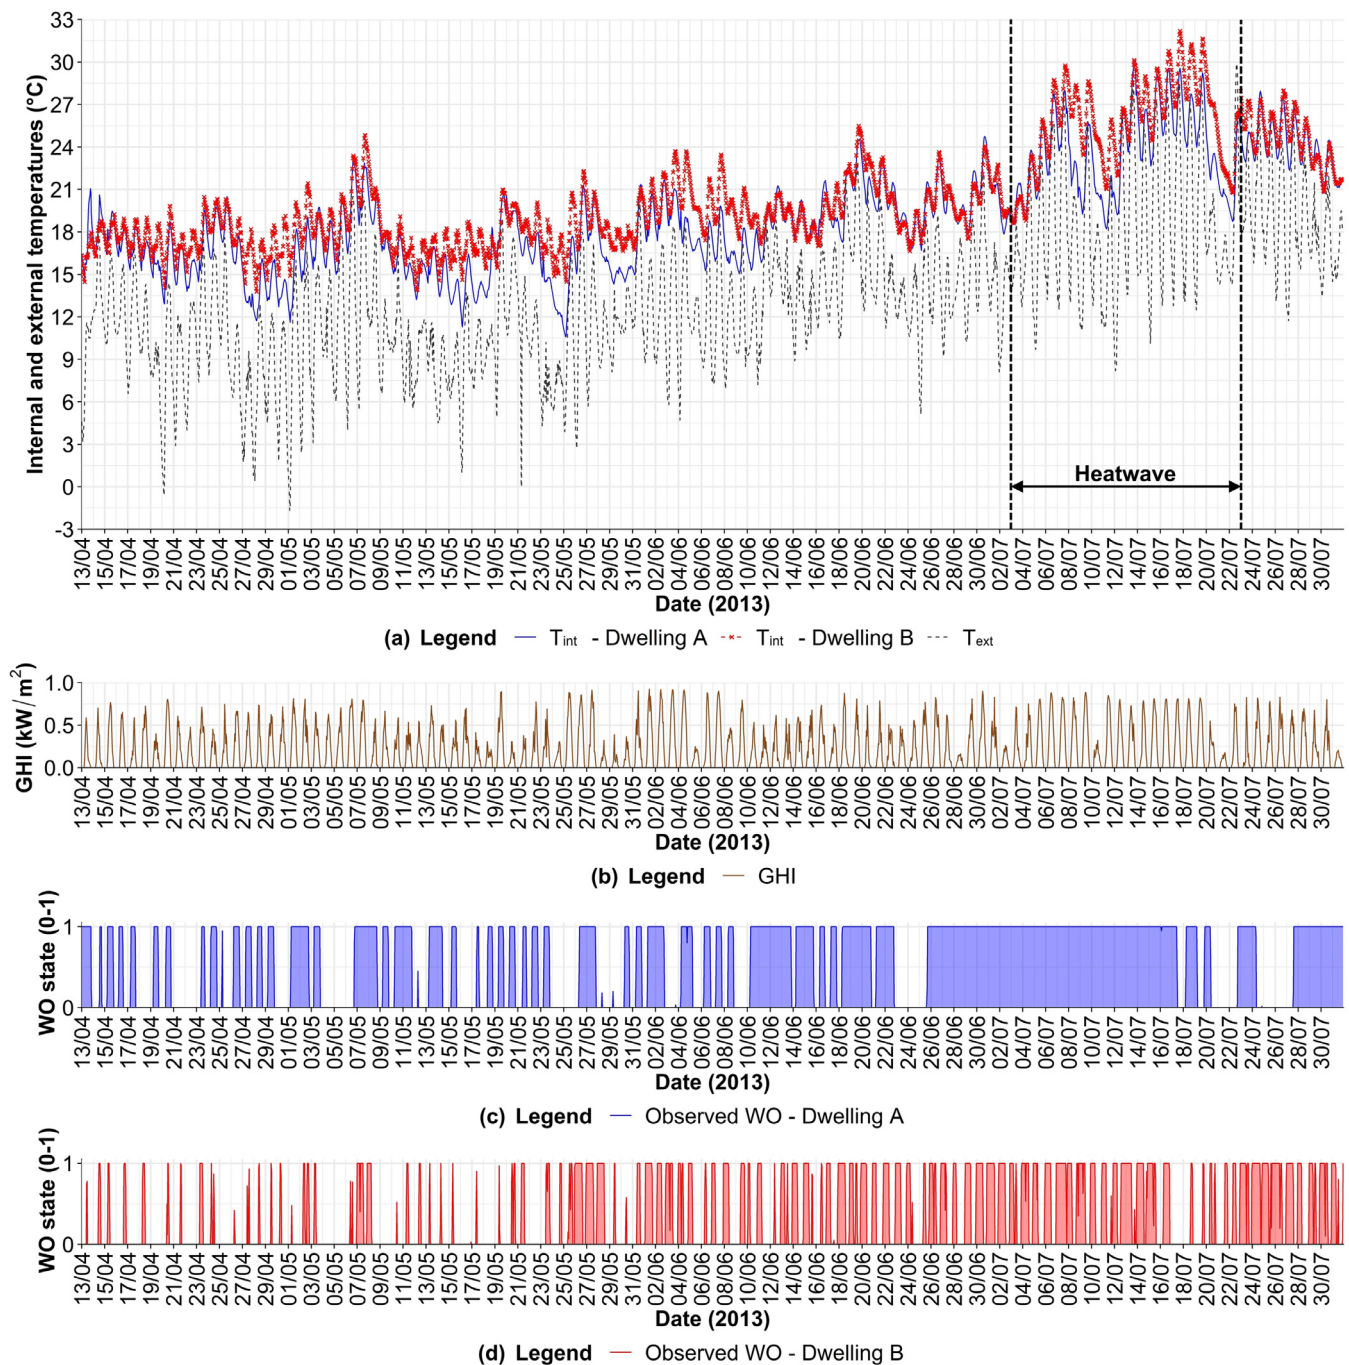 Internal and external temperatures (°C)
33
30
27
24
21
18
15
12
9
6
3
0
-3
Heatwave
13/04 15/04 17/04 19/04 21/04 23/04 25/04 27/04 29/04 01/05 03/05 05/05 07/05 09/05 11/05 13/05 15/05 17/05 19/05 21/05 23/05 25/05 27/05 29/05 31/05 02/06 04/06 06/06 08/06 10/06 12/06 14/06 16/06 18/06 20/06 22/06 24/06 26/06 28/06 30/06 02/07 04/07 06/07 08/07 10/07 12/07 14/07 16/07 18/07 20/07 22/07 24/07 26/07 28/07 30/07
Date (2013)
(a) Legend T int - Dwelling A T int - Dwelling B T ext
GHI (kW/m²)
1.0
0.5
0.0
13/04 15/04 17/04 19/04 21/04 23/04 25/04 27/04 29/04 01/05 03/05 05/05 07/05 09/05 11/05 13/05 15/05 17/05 19/05 21/05 23/05 25/05 27/05 29/05 31/05 02/06 04/06 06/06 08/06 10/06 12/06 14/06 16/06 18/06 20/06 22/06 24/06 26/06 28/06 30/06 02/07 04/07 06/07 08/07 10/07 12/07 14/07 16/07 18/07 20/07 22/07 24/07 26/07 28/07 30/07
Date (2013)
(b) Legend GHI
WO state (0-1)
1
0
13/04 15/04 17/04 19/04 21/04 23/04 25/04 27/04 29/04 01/05 03/05 05/05 07/05 09/05 11/05 13/05 15/05 17/05 19/05 21/05 23/05 25/05 27/05 29/05 31/05 02/06 04/06 06/06 08/06 10/06 12/06 14/06 16/06 18/06 20/06 22/06 24/06 26/06 28/06 30/06 02/07 04/07 06/07 08/07 10/07 12/07 14/07 16/07 18/07 20/07 22/07 24/07 26/07 28/07 30/07
Date (2013)
(c) Legend Observed WO - Dwelling A
WO state (0-1)
1
0
13/04 15/04 17/04 19/04 21/04 23/04 25/04 27/04 29/04 01/05 03/05 05/05 07/05 09/05 11/05 13/05 15/05 17/05 19/05 21/05 23/05 25/05 27/05 29/05 31/05 02/06 04/06 06/06 08/06 10/06 12/06 14/06 16/06 18/06 20/06 22/06 24/06 26/06 28/06 30/06 02/07 04/07 06/07 08/07 10/07 12/07 14/07 16/07 18/07 20/07 22/07 24/07 26/07 28/07 30/07
Date (2013)
(d) Legend Observed WO - Dwelling B